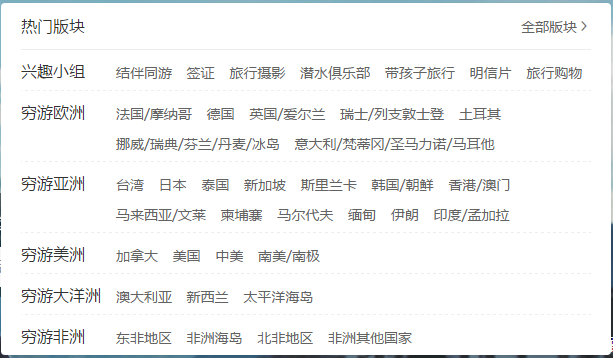 热门版块 全部版块 >
兴趣小组 结伴同游 签证 旅行摄影 潜水俱乐部 带孩子旅行 明信片 旅行购物
穷游欧洲 法国/摩纳哥 德国 英国/爱尔兰 瑞士/列支敦士登 土耳其
挪威/瑞典/芬兰/丹麦/冰岛 意大利/梵蒂冈/圣马力诺/马耳他
穷游亚洲 台湾 日本 泰国 新加坡 斯里兰卡 韩国/朝鲜 香港/澳门
马来西亚/文莱 柬埔寨 马尔代夫 缅甸 伊朗 印度/孟加拉
穷游美洲 加拿大 美国 中美 南美/南极
穷游大洋洲 澳大利亚 新西兰 太平洋海岛
穷游非洲 东非地区 非洲海岛 北非地区 非洲其他国家